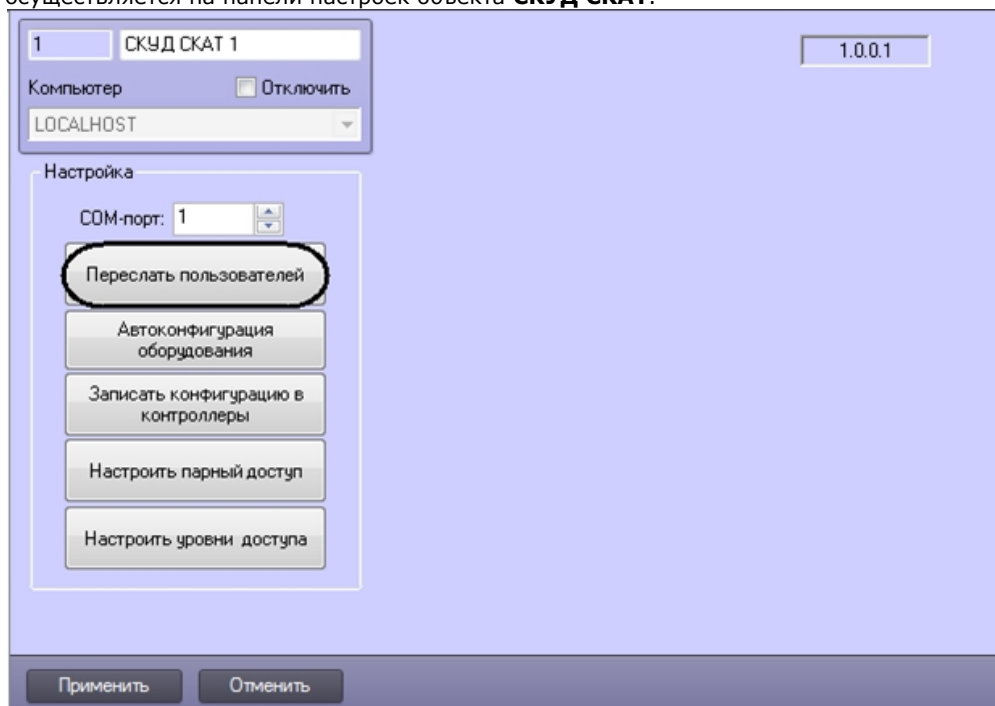 осуществляется на панели настроек объекта СКУД СКАТ.
1
СКУД СКАТ 1
1.0.0.1
Компьютер
Отключить
LOCALHOST
Настройка
COM-порт: 1
Переслать пользователей
Автоконфигурация
оборудования
Записать конфигурацию в
контроллеры
Настроить парный доступ
Настроить уровни доступа
Применить
Отменить